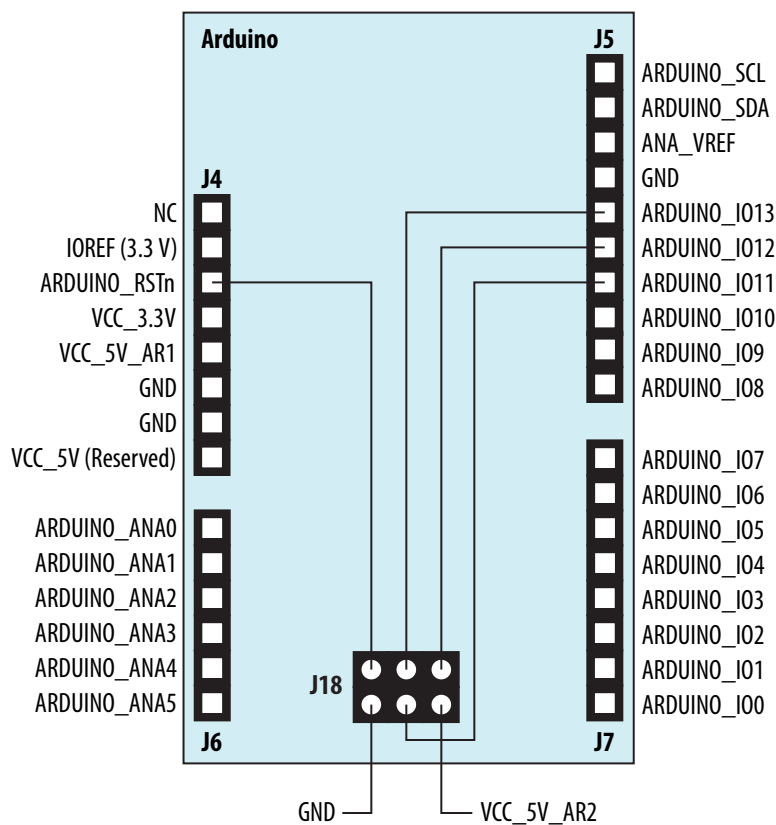 Arduino
J5
ARDUINO_SCL
ARDUINO_SDA
ANA_VREF
GND
ARDUINO_IO13
ARDUINO_IO12
ARDUINO_IO11
ARDUINO_IO10
ARDUINO_IO9
ARDUINO_IO8
J4
NC
IOREF (3.3 V)
ARDUINO_RSTn
VCC_3.3V
VCC_5V_AR1
GND
GND
VCC_5V (Reserved)
ARDUINO_ANA0
ARDUINO_ANA1
ARDUINO_ANA2
ARDUINO_ANA3
ARDUINO_ANA4
ARDUINO_ANA5
J6
ARDUINO_IO7
ARDUINO_IO6
ARDUINO_IO5
ARDUINO_IO4
ARDUINO_IO3
ARDUINO_IO2
ARDUINO_IO1
ARDUINO_IO0
J7
J18
GND
VCC_5V_AR2